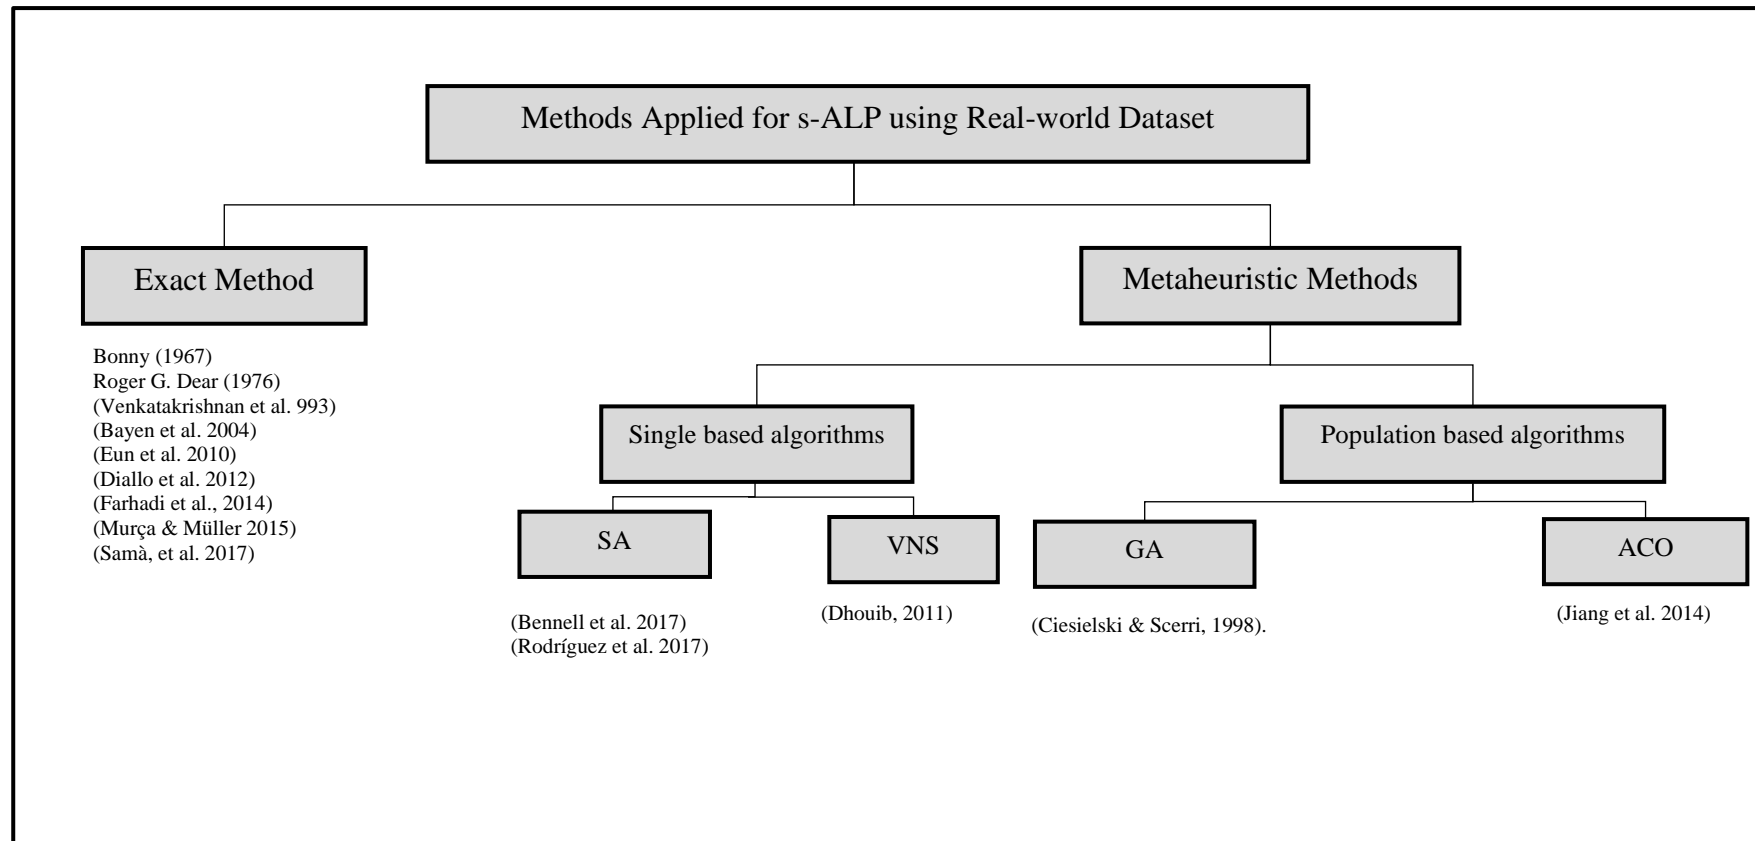 Methods Applied for s-ALP using Real-world Dataset
Exact Method
Metaheuristic Methods
Bonny (1967)
Roger G. Dear (1976)
(Venkatakrishnan et al. 993)
(Bayen et al. 2004)
(Eun et al. 2010)
(Diallo et al. 2012)
(Farhadi et al., 2014)
(Murça & Müller 2015)
(Samà, et al. 2017)
Single based algorithms
Population based algorithms
SA
VNS
GA
ACO
(Bennell et al. 2017)
(Rodríguez et al. 2017)
(Dhouib, 2011)
(Ciesielski & Scerri, 1998).
(Jiang et al. 2014)